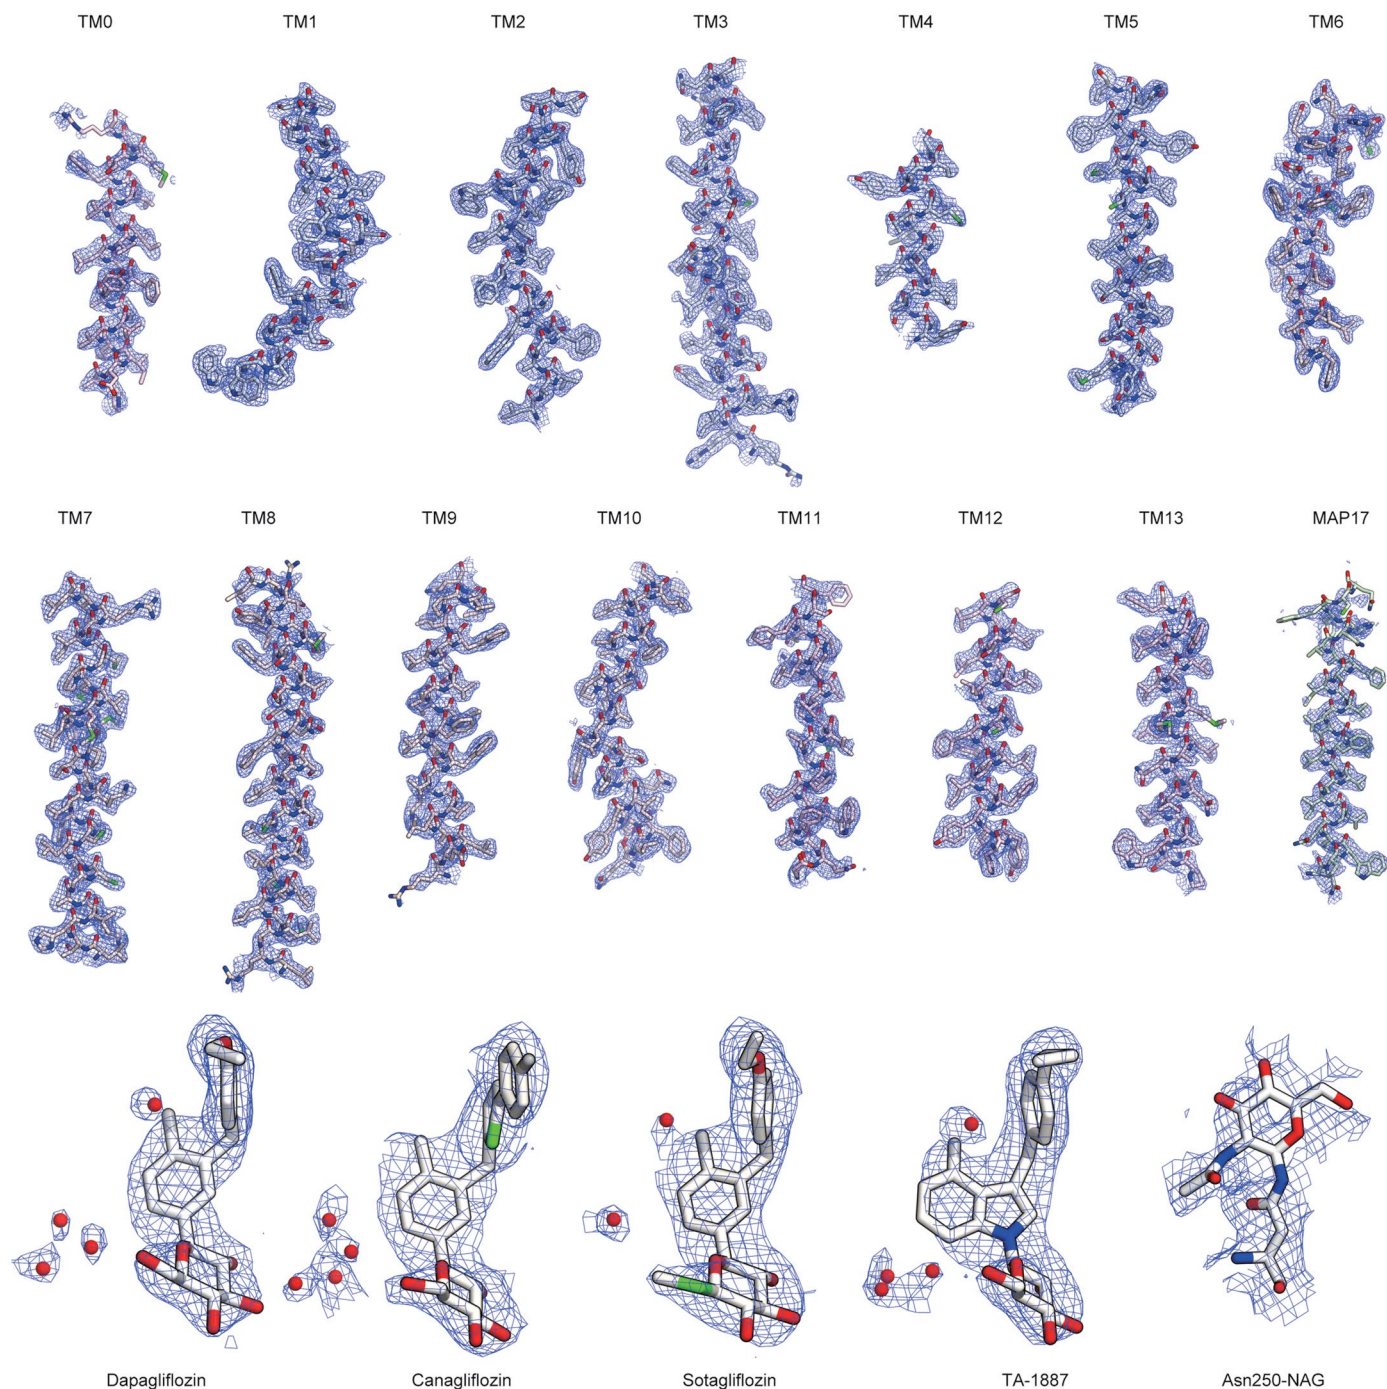 TM0 TM1 TM2 TM3 TM4 TM5 TM6
TM7 TM8 TM9 TM10 TM11 TM12 TM13 MAP17
Dapagliflozin Canagliflozin Sotagliflozin TA-1887 Asn250-NAG